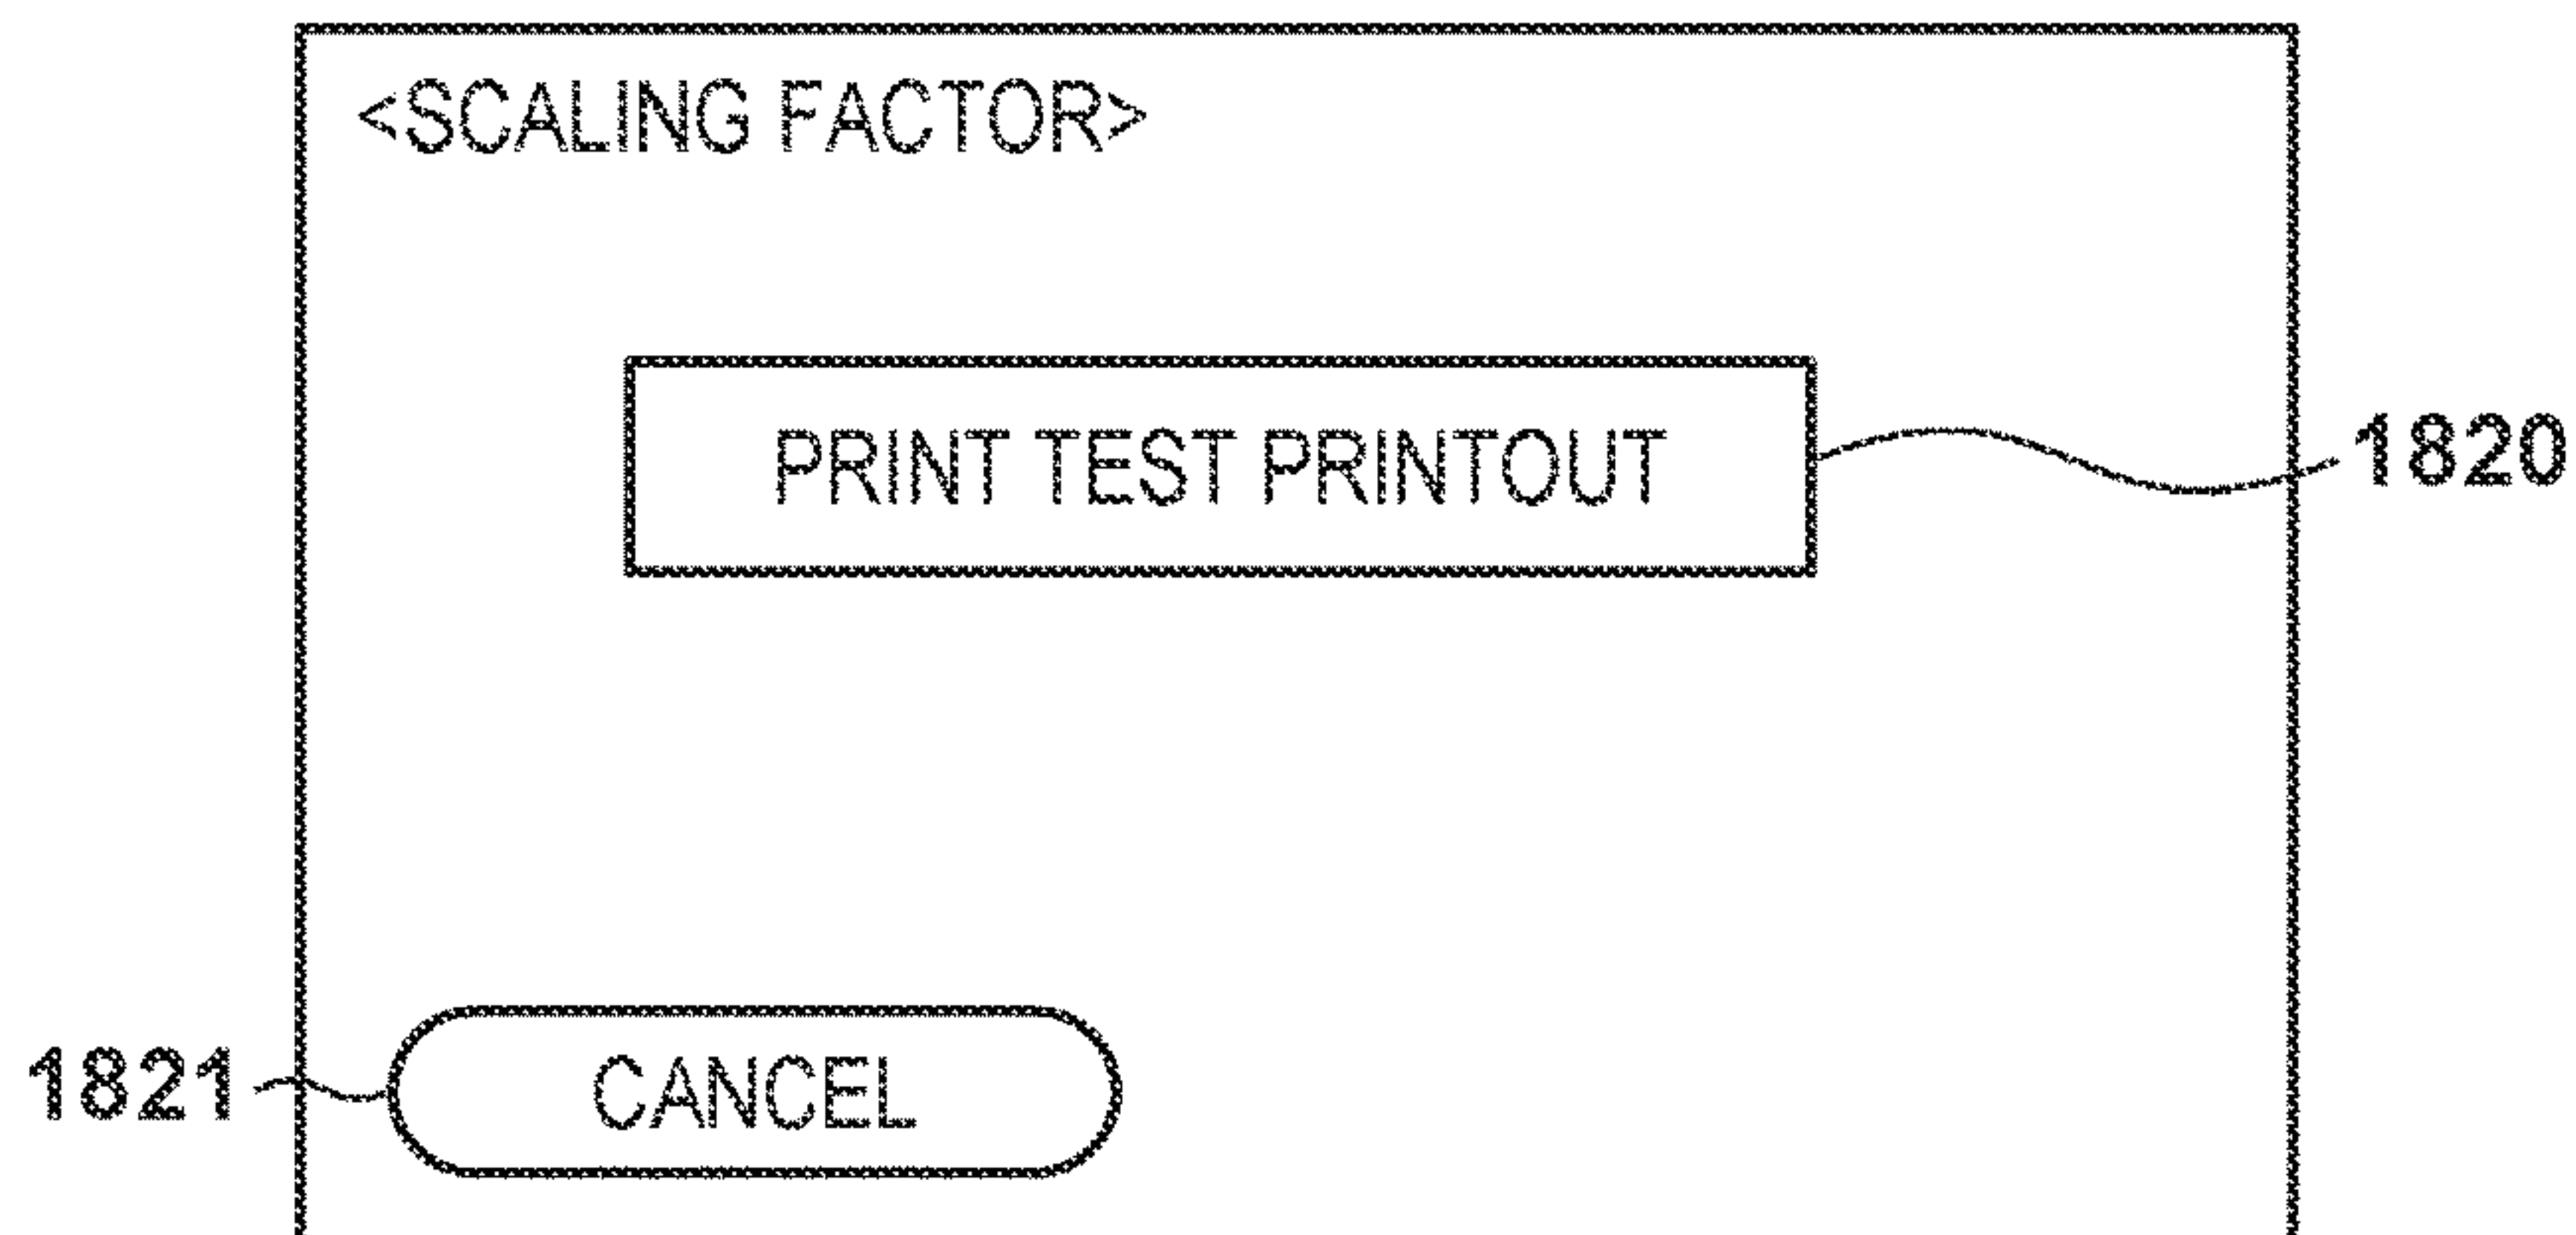 <SCALING FACTOR>
PRINT TEST PRINTOUT
1820
1821
CANCEL